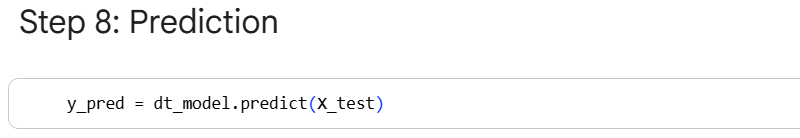 Step 8: Prediction
y_pred = dt_model.predict(X_test)